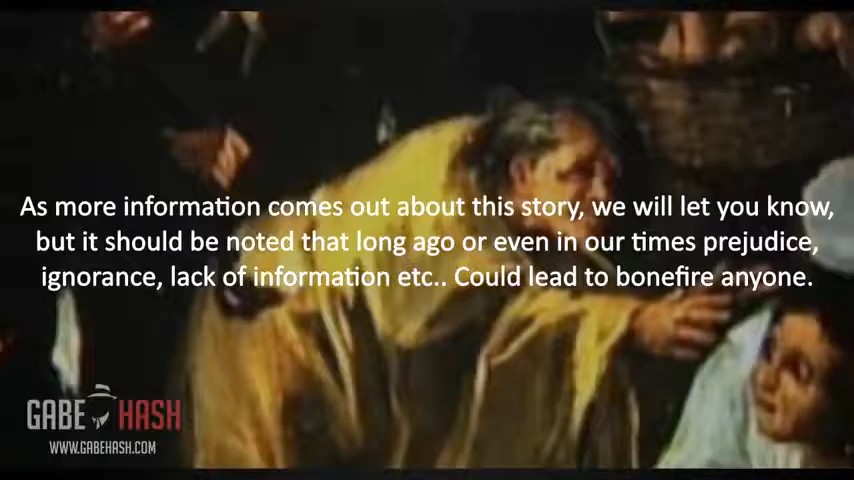 As more information comes out about this story, we will let you know,
but it should be noted that long ago or even in our times prejudice,
ignorance, lack of information etc.. Could lead to bonefire anyone.
GABE HASH
WWW.GABEHASH.COM